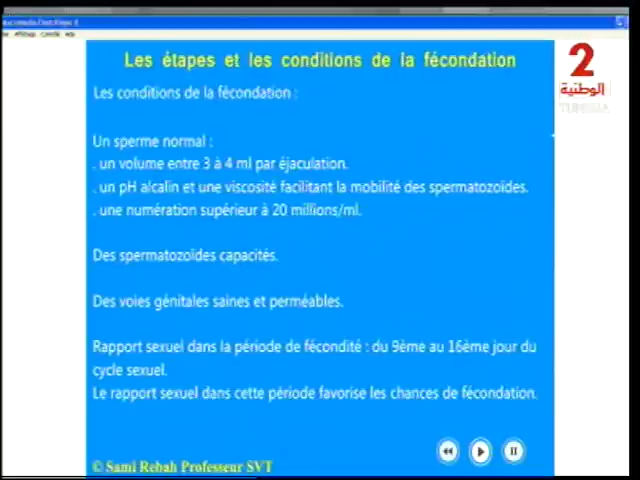 Les étapes et les conditions de la fécondation
2
الوطنية
TUNISIA
Les conditions de la fécondation :
Un sperme normal :
. un volume entre 3 à 4 ml par éjaculation.
. un pH alcalin et une viscosité facilitant la mobilité des spermatozoïdes.
. une numération supérieur à 20 millions/ml.
Des spermatozoïdes capacités.
Des voies génitales saines et perméables.
Rapport sexuel dans la période de fécondité : du 9ème au 16ème jour du
cycle sexuel.
Le rapport sexuel dans cette période favorise les chances de fécondation.
© Sami Rebah Professeur SVT